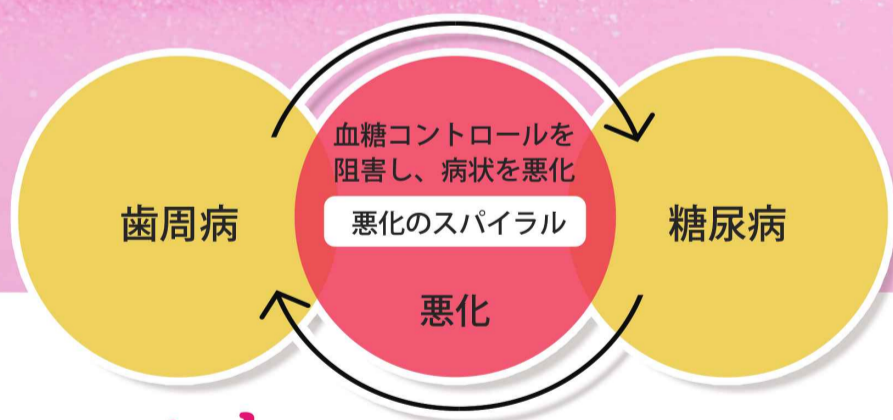 血糖コントロールを
阻害し、病状を悪化
歯周病
悪化のスパイラル
糖尿病
悪化